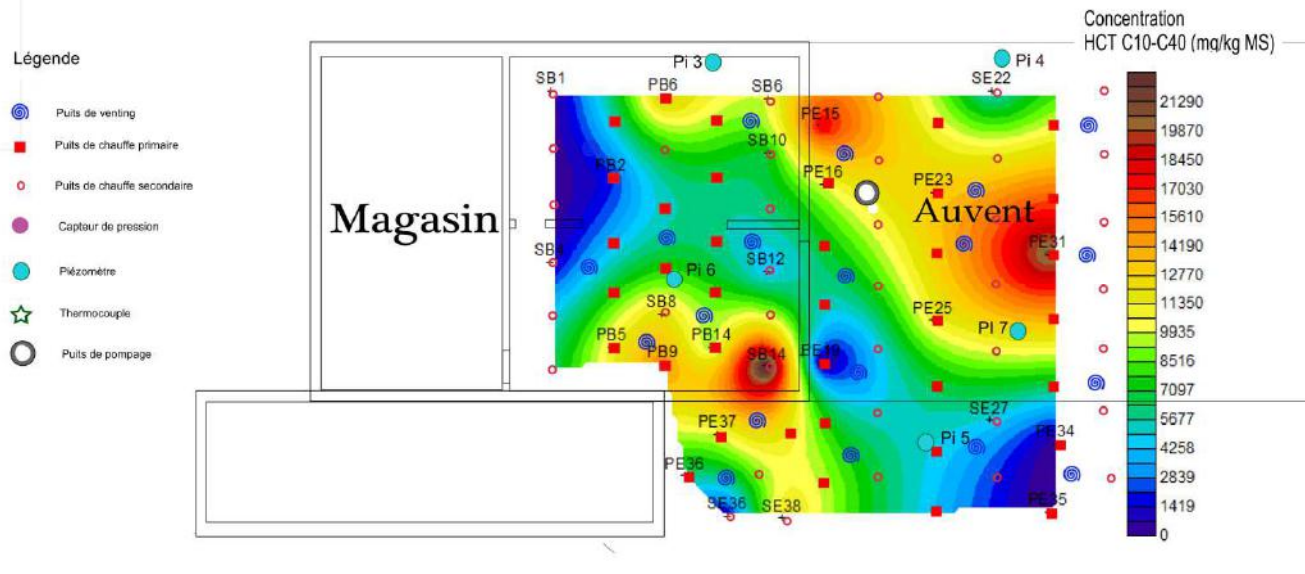 Concentration
HCT C10-C40 (mg/kg MS)
Légende
Puits de venting
Puits de chauffe primaire
Puits de chauffe secondaire
Capteur de pression
Piézomètre
Thermocouple
Puits de pompage
Pi 3
Pi 4
SB1
PB6
SB6
SE22
PE15
SB10
PB2
PE16
PE23
Magasin
Auvent
PE31
SB4
SB12
Pi 6
SB8
PE25
PI 7
PB5
PB14
PB9
SB14
PE19
SE27
PE37
Pi 5
PE34
PE36
SE36
SE38
PE35
21290
19870
18450
17030
15610
14190
12770
11350
9935
8516
7097
5677
4258
2839
1419
0